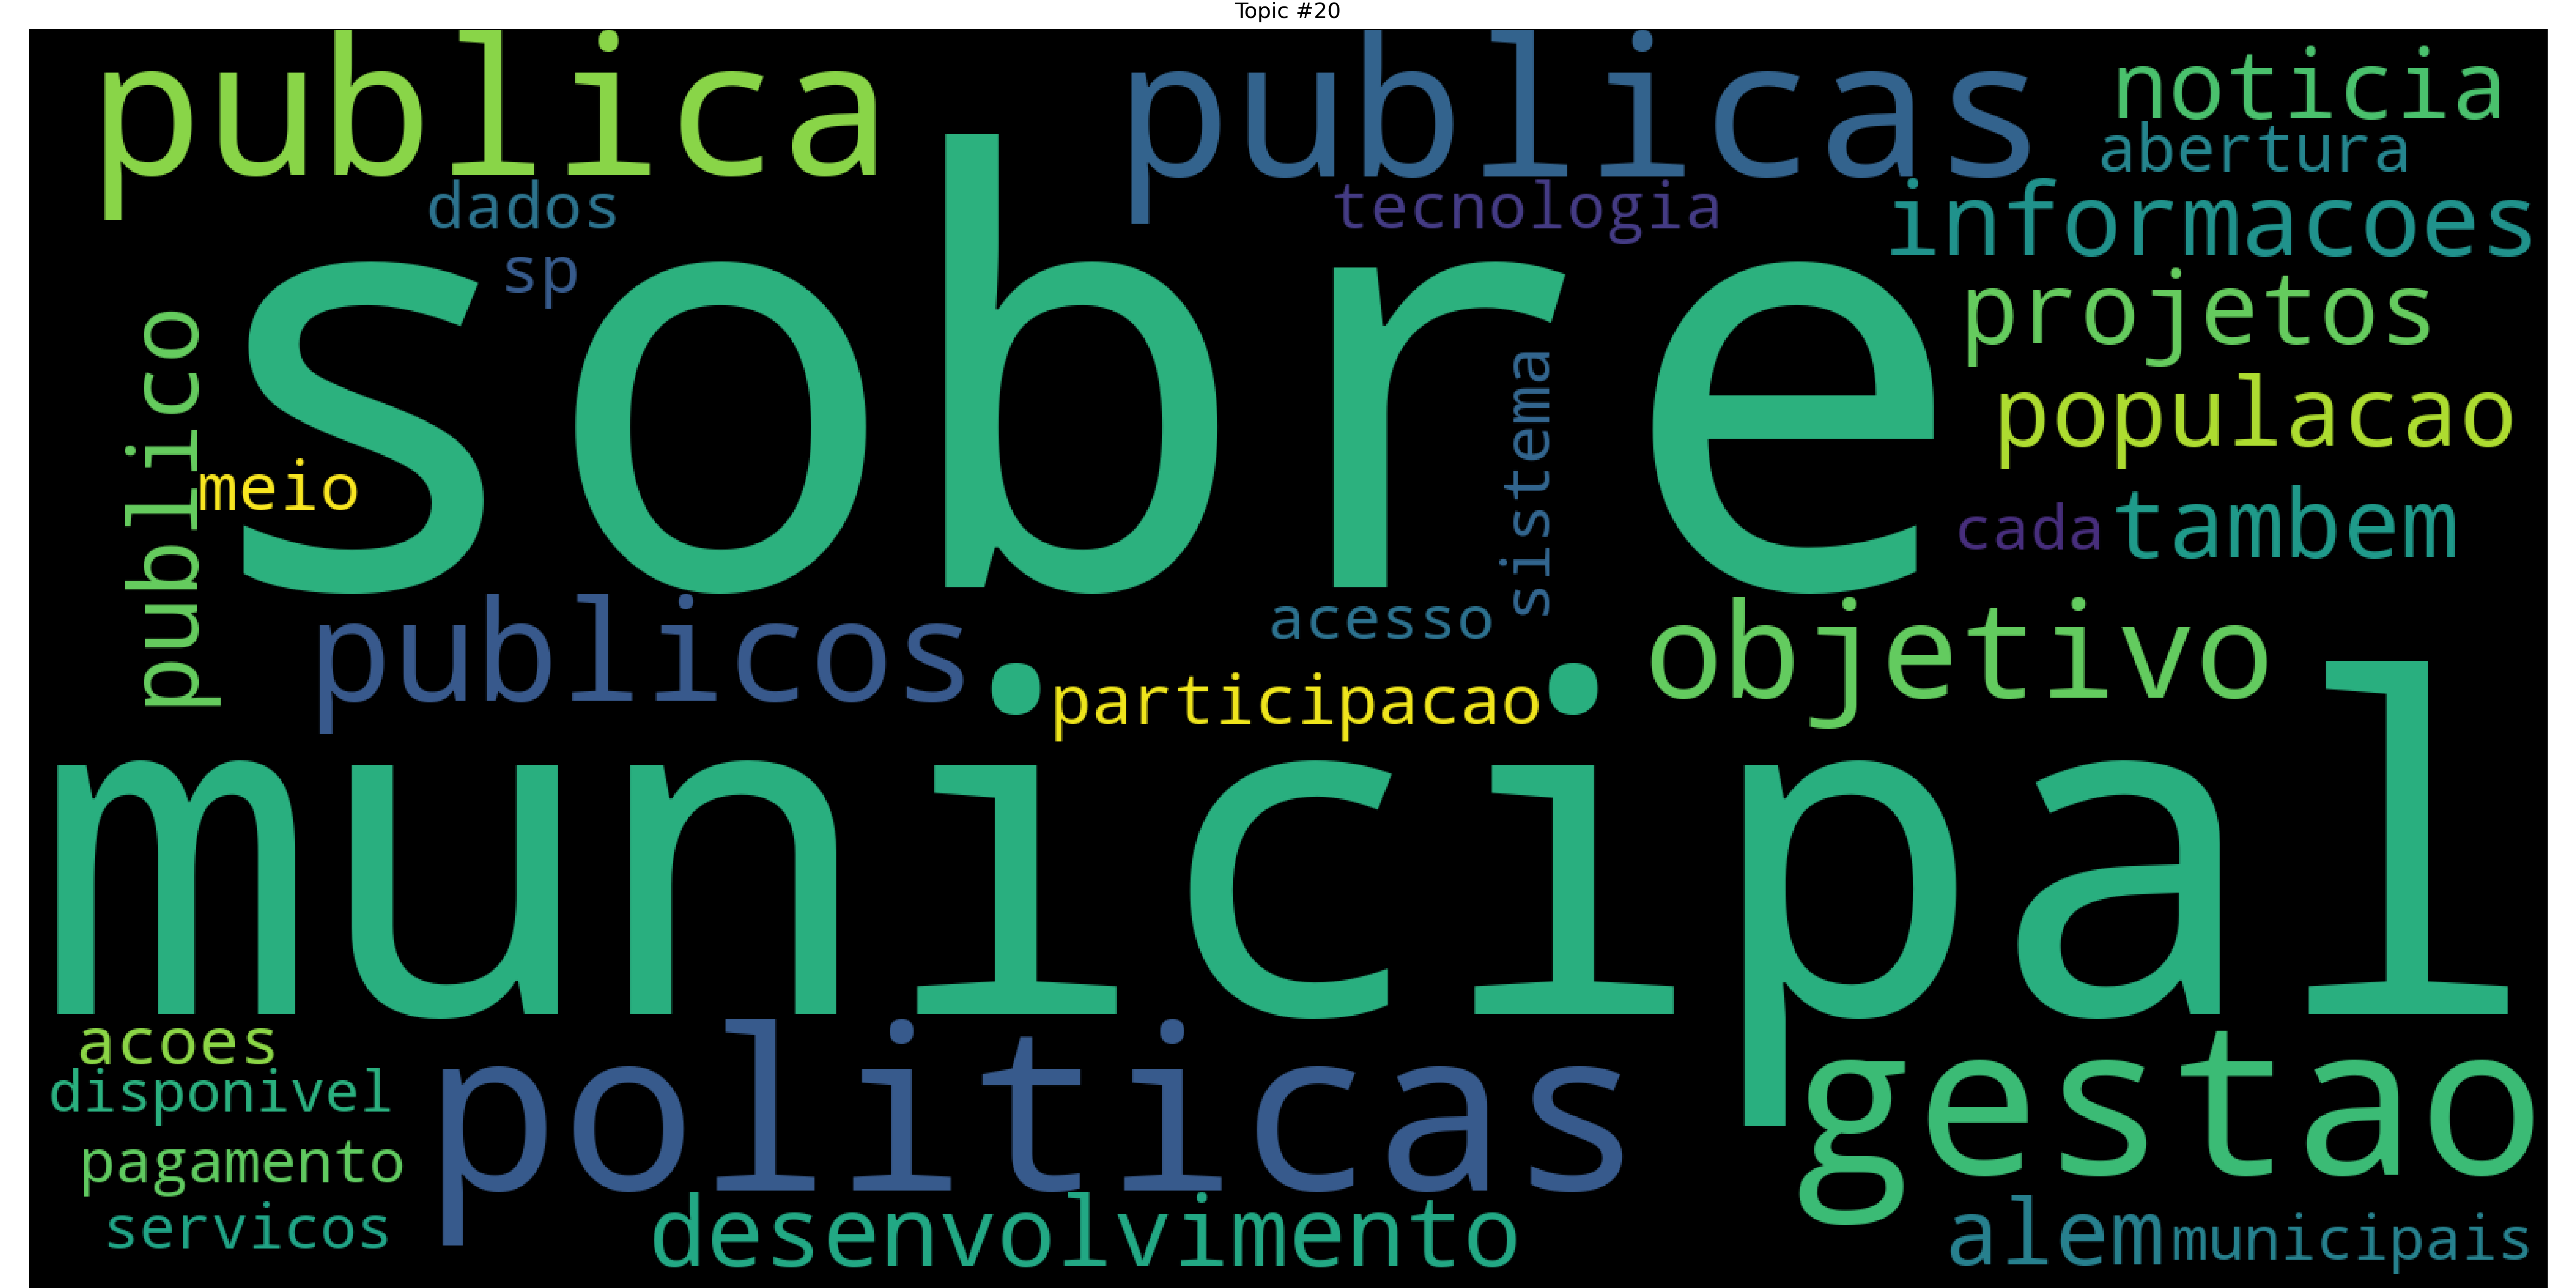 Topic #20
publica
publicas
noticia
abertura
dados
tecnologia
informacoes
sp
sobre
projetos
publico
sistema
populacao
meio
cada
tambem
publicos
acesso
objetivo
participacao
municipal
acoes
politicas
gestao
disponivel
pagamento
servicos
desenvolvimento
alem
municipais